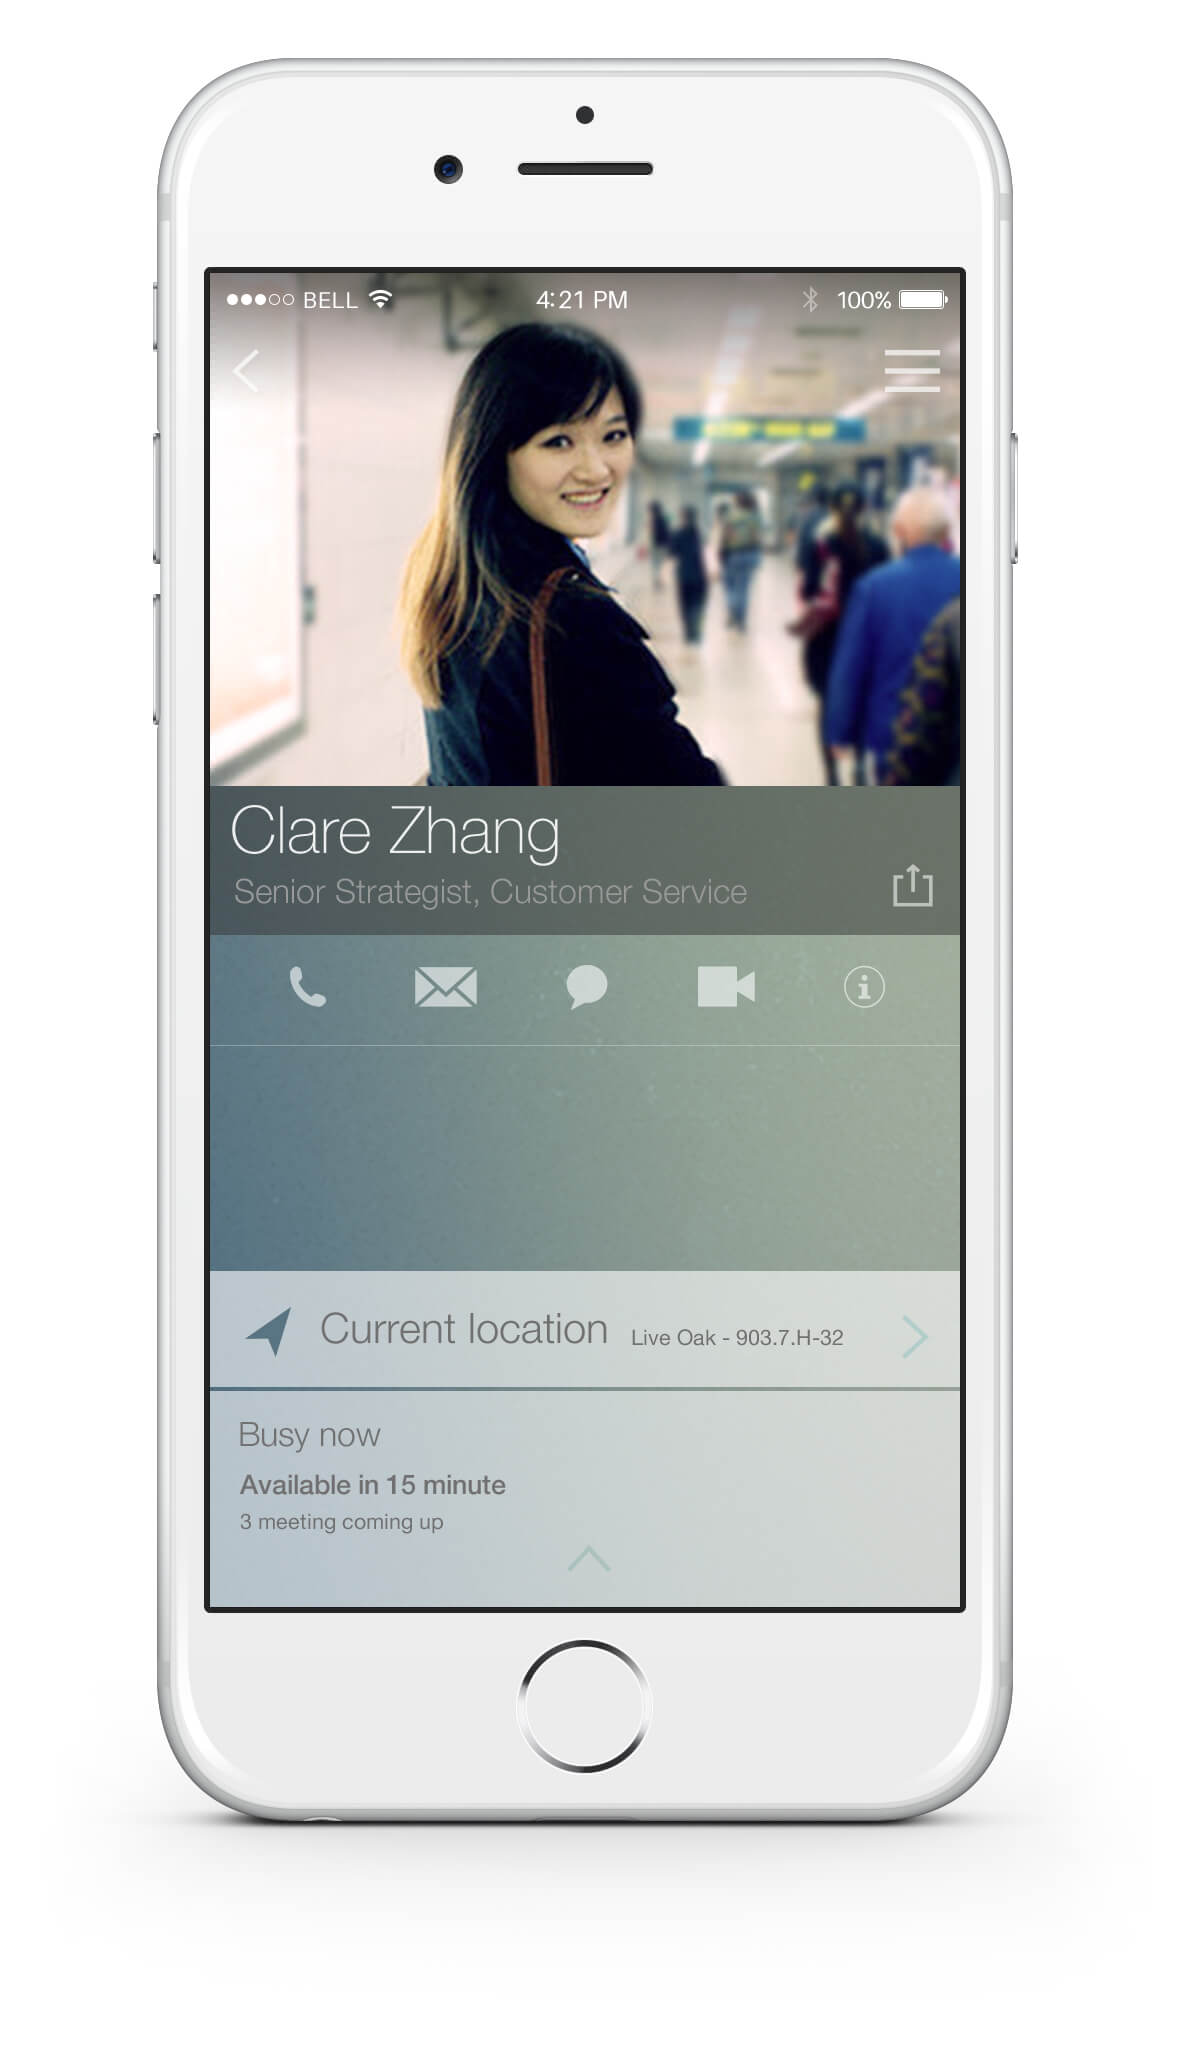 BELL 4:21 PM 100%
Clare Zhang
Senior Strategist, Customer Service
Current location Live Oak - 903.7.H-32
Busy now
Available in 15 minute
3 meeting coming up